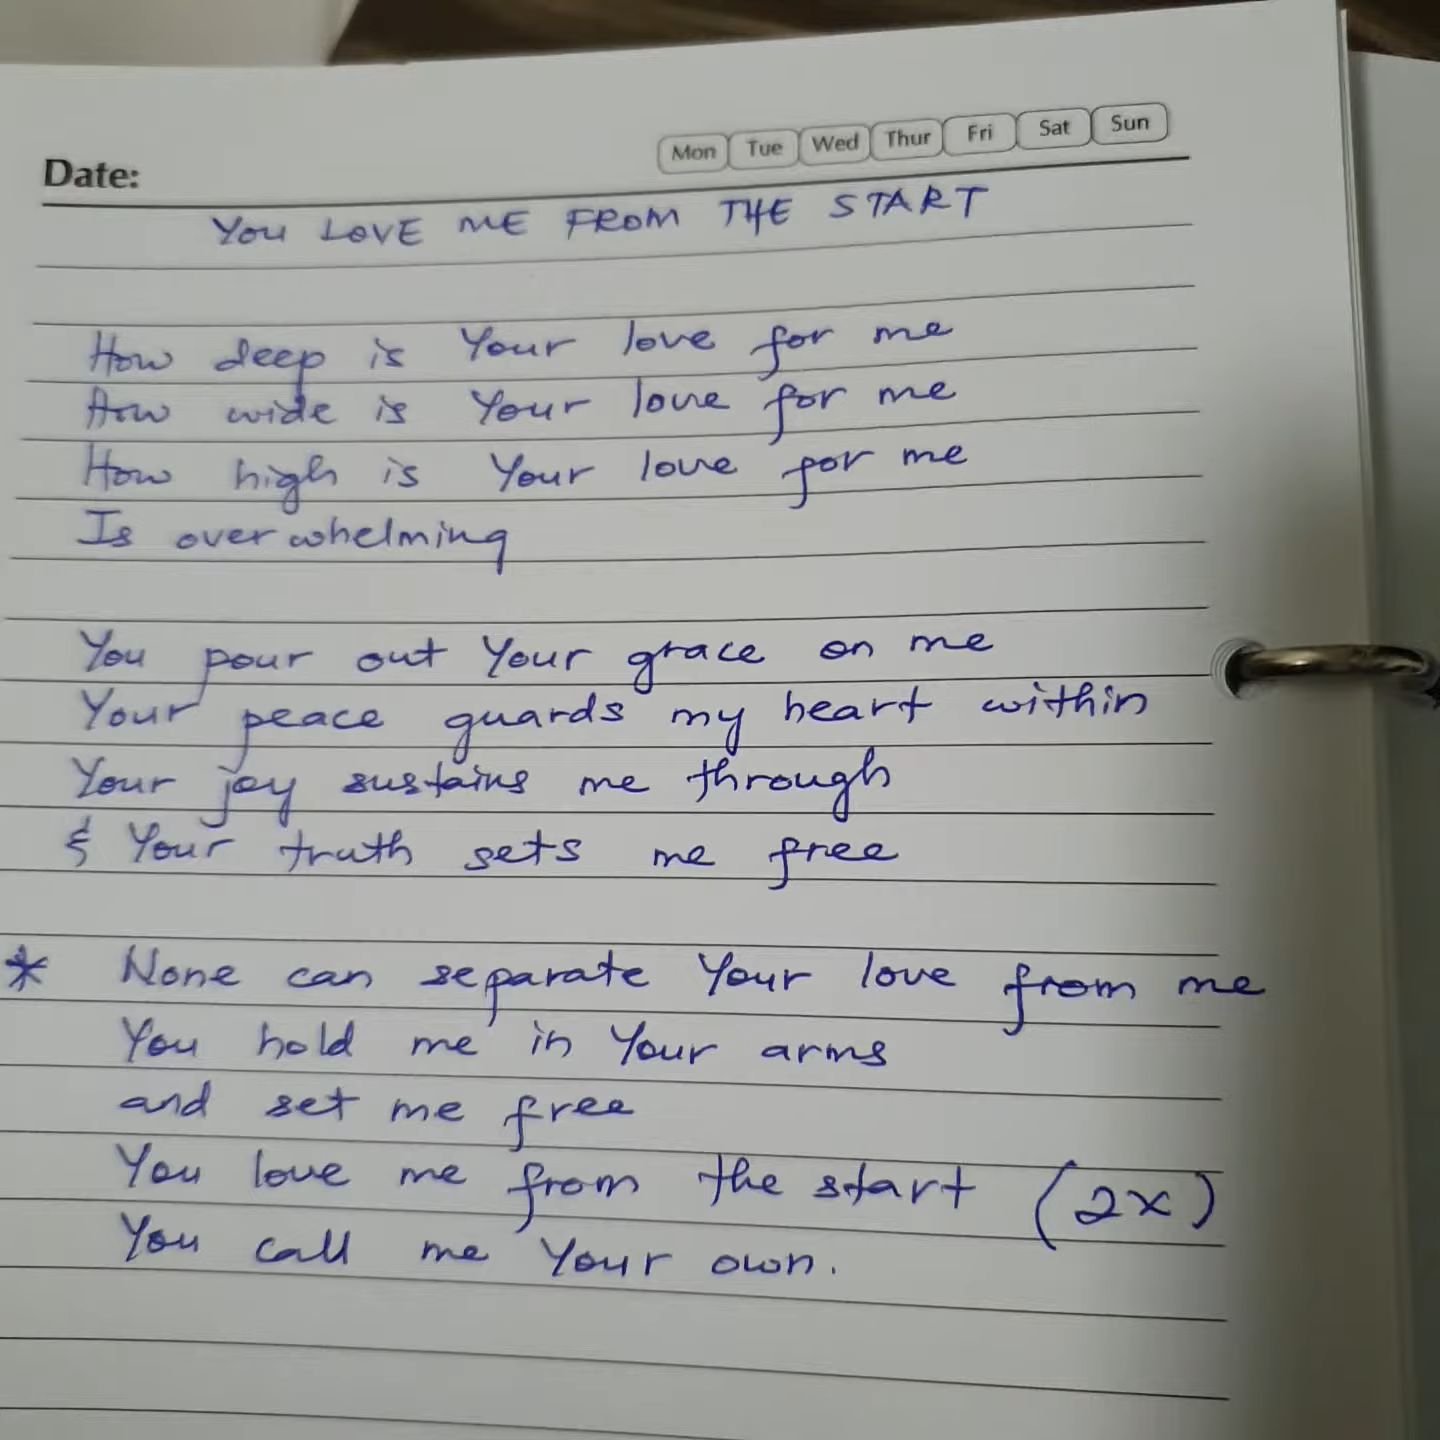 Mon Tue Wed Thur Fri Sat Sun
Date:
YOU LOVE ME FROM THE START
How deep is Your love for me
How wide is Your love for me
How high is Your love for me
Is overwhelming
You pour out Your grace on me
Your peace guards my heart within
Your joy sustains me through
& Your truth sets me free
* None can separate Your love from me
You hold me in Your arms
and set me free
You love me from the start (2x)
You call me Your own.